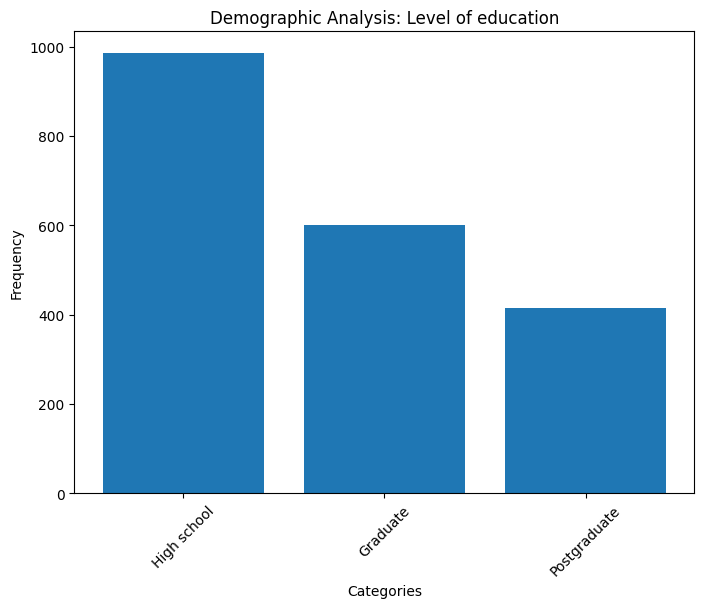 Demographic Analysis: Level of education
1000
800
600
400
200
0
Frequency
High school
Graduate
Postgraduate
Categories